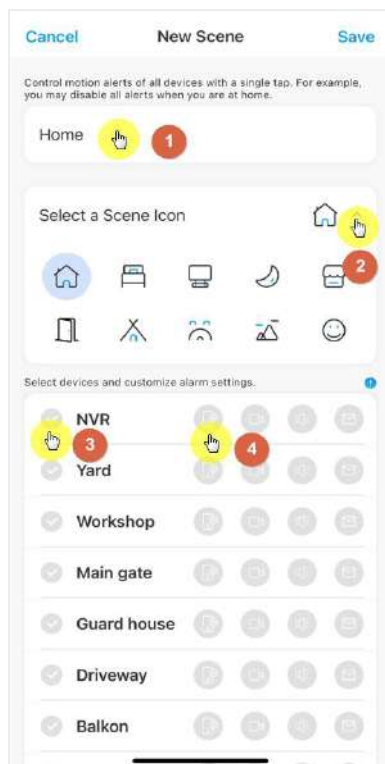 Cancel New Scene Save
Control motion alerts of all devices with a single tap. For example,
you may disable all alerts when you are at home.
Home 1
Select a Scene Icon
2
Select devices and customize alarm settings.
NVR
3 4
Yard
Workshop
Main gate
Guard house
Driveway
Balkon